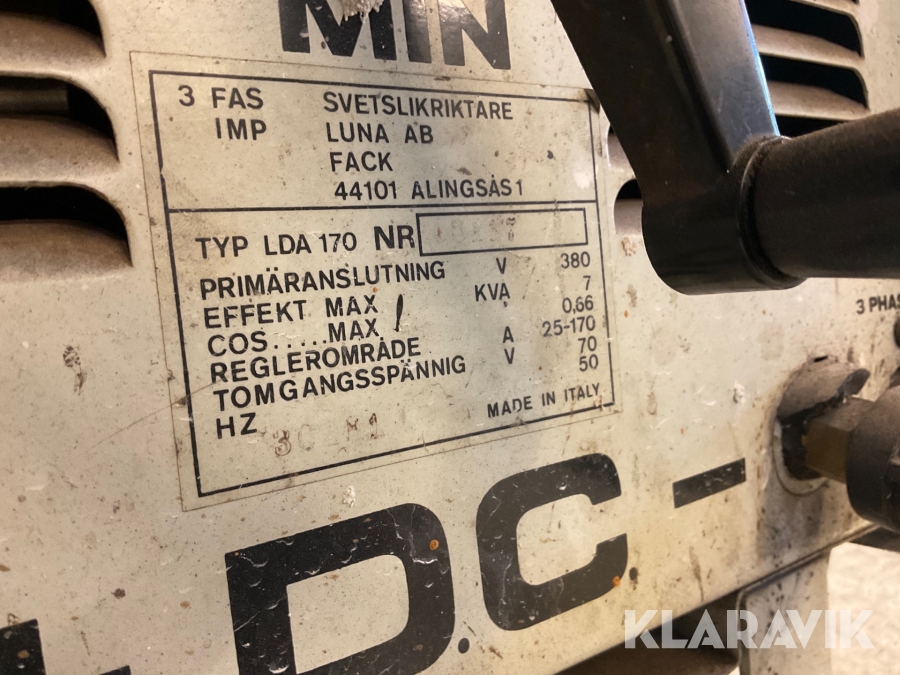 MIN
3 FAS SVETSLIKRIKTARE
IMP LUNA AB
FACK
44101 ALINGSÅS 1
TYP LDA 170 NR
PRIMÄRANSLUTNING V 380
EFFEKT MAX KVA 7
COS.....MAX 0,66
REGLEROMRÅDE A 25-170
TOMGANGSSPÄNNIG V 70
HZ 50
MADE IN ITALY
3 PHAS
D.C. -
KLARAVIK